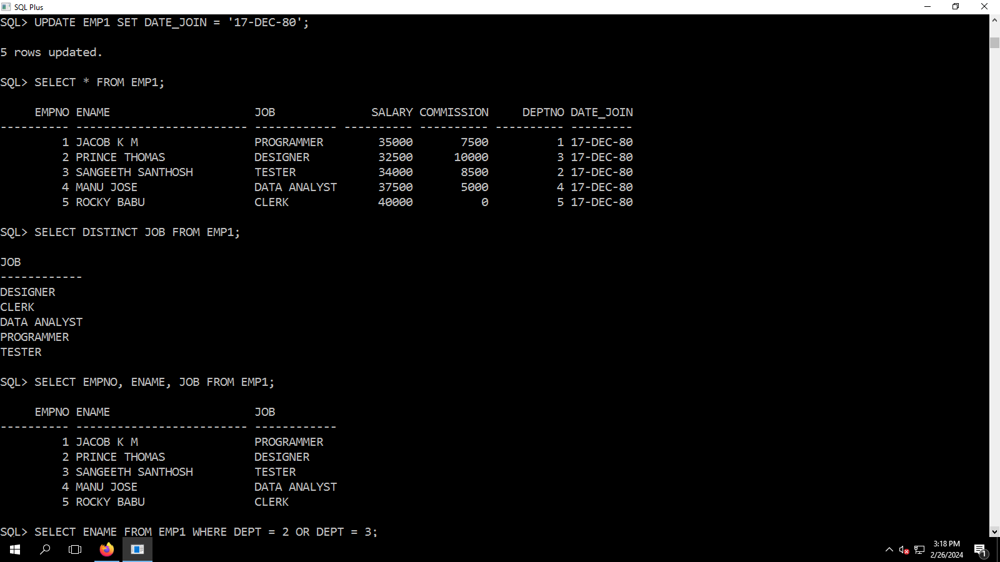 SQL Plus
SQL> UPDATE EMP1 SET DATE_JOIN = '17-DEC-80';
5 rows updated.
SQL> SELECT * FROM EMP1;
     EMPNO ENAME                     JOB              SALARY COMMISSION     DEPTNO DATE_JOIN
---------- ------------------------- ------------ ---------- ---------- ---------- ---------
         1 JACOB K M                 PROGRAMMER        35000       7500          1 17-DEC-80
         2 PRINCE THOMAS             DESIGNER          32500      10000          3 17-DEC-80
         3 SANGEETH SANTHOSH         TESTER            34000       8500          2 17-DEC-80
         4 MANU JOSE                 DATA ANALYST      37500       5000          4 17-DEC-80
         5 ROCKY BABU                CLERK             40000          0          5 17-DEC-80
SQL> SELECT DISTINCT JOB FROM EMP1;
JOB
------------
DESIGNER
CLERK
DATA ANALYST
PROGRAMMER
TESTER
SQL> SELECT EMPNO, ENAME, JOB FROM EMP1;
     EMPNO ENAME                     JOB
---------- ------------------------- ------------
         1 JACOB K M                 PROGRAMMER
         2 PRINCE THOMAS             DESIGNER
         3 SANGEETH SANTHOSH         TESTER
         4 MANU JOSE                 DATA ANALYST
         5 ROCKY BABU                CLERK
SQL> SELECT ENAME FROM EMP1 WHERE DEPT = 2 OR DEPT = 3;
3:18 PM
2/26/2024
1